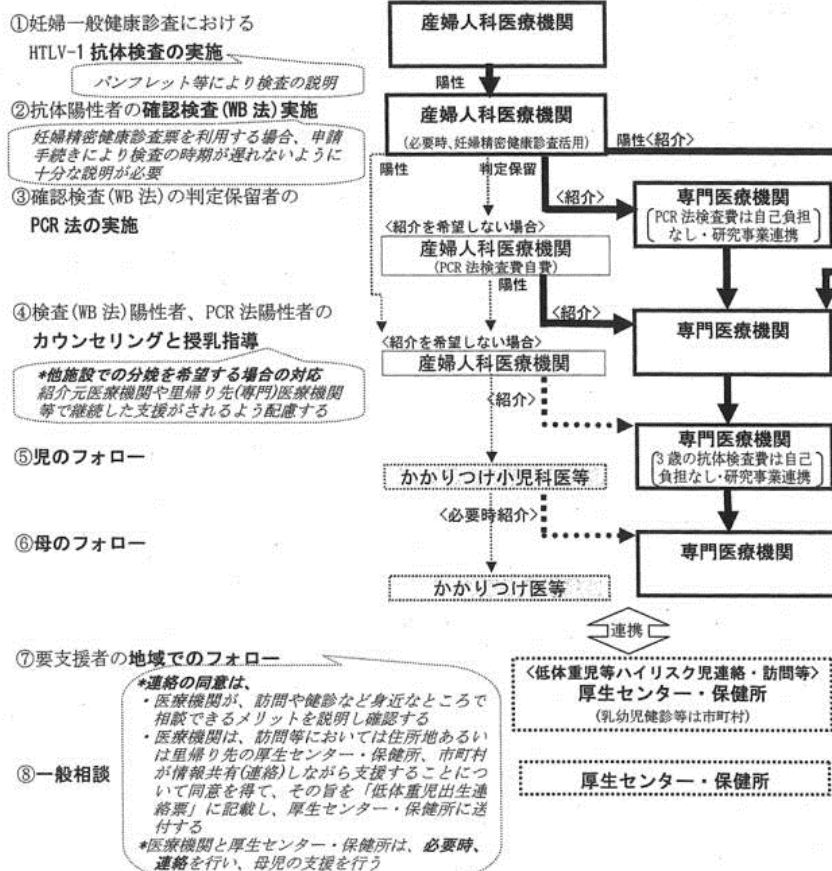 ①妊婦一般健康診査における
HTLV-1 抗体検査の実施
パンフレット等により検査の説明
②抗体陽性者の確認検査(WB 法)実施
妊婦精密健康診査票を利用する場合、申請
手続きにより検査の時期が遅れないように
十分な説明が必要
③確認検査(WB 法)の判定保留者の
PCR 法の実施
④検査(WB 法)陽性者、PCR 法陽性者の
カウンセリングと授乳指導
*他施設での分娩を希望する場合の対応
紹介元医療機関や里帰り先(専門)医療機関
等で継続した支援がされるよう配慮する
⑤児のフォロー
⑥母のフォロー
⑦要支援者の地域でのフォロー
*連絡の同意は、
・医療機関が、訪問や健診など身近なところで
相談できるメリットを説明し確認する
・医療機関は、訪問等においては住所地あるい
は里帰り先の厚生センター・保健所、市町村
が情報共有(連絡)しながら支援することにつ
いて同意を得て、その旨を「低体重児出生連
絡票」に記載し、厚生センター・保健所に送
付する
*医療機関と厚生センター・保健所は、必要時、
連絡を行い、母児の支援を行う
⑧一般相談
産婦人科医療機関
陽性
産婦人科医療機関
(必要時、妊婦精密健康診査活用)
陽性<紹介>
陽性
判定保留
<紹介>
専門医療機関
PCR 法検査費は自己負担
なし・研究事業連携
<紹介を希望しない場合>
産婦人科医療機関
(PCR 法検査費自費)
陽性
<紹介>
専門医療機関
<紹介を希望しない場合>
産婦人科医療機関
<紹介>
専門医療機関
3 歳の抗体検査費は自己
負担なし・研究事業連携
かかりつけ小児科医等
<必要時紹介>
専門医療機関
かかりつけ医等
連携
<低体重児等ハイリスク児連絡・訪問等>
厚生センター・保健所
(乳幼児健診等は市町村)
厚生センター・保健所